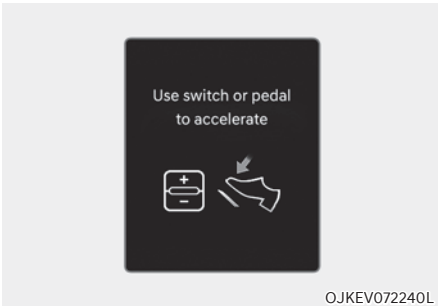 Use switch or pedal
to accelerate
+
−
OJKEV072240L